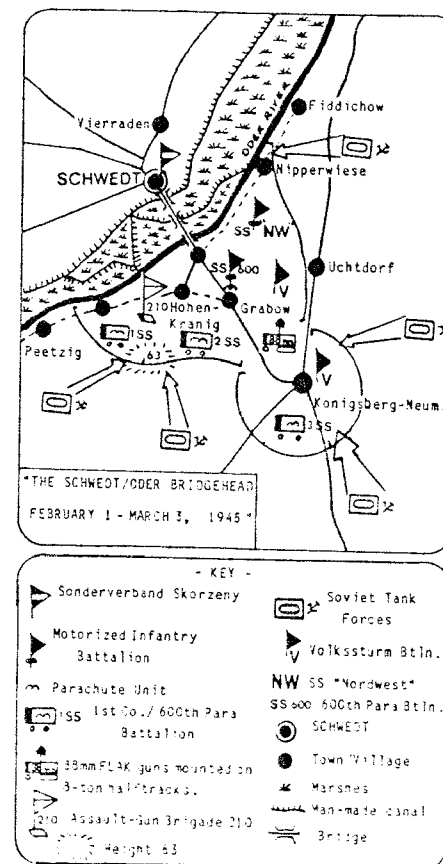 Fiddichow
Vierraden
ODER RIVER
SCHWEDT
Nipperwiese
SS NW
SS 600
V
Uchtdorf
210 Hohen-
Kranig
Grabow
1SS
2SS
88mm
Peetzig
63
V
Konigsberg-Neum.
3SS
"THE SCHWEDT/ODER BRIDGEHEAD
FEBRUARY 1 - MARCH 3, 1945"
- KEY -
Sonderverband Skorzeny
Motorized Infantry
Battalion
Parachute Unit
1SS 1st Co./ 600th Para
Battalion
88mm FLAK guns mounted on
8-ton halftracks.
210 Assault-Gun Brigade 210
63 Height 63
Soviet Tank
Forces
V Volkssturm Btln.
NW SS "Nordwest"
SS 600 600th Para Btln.
SCHWEDT
Town/Village
Marshes
Man-made canal
Bridge